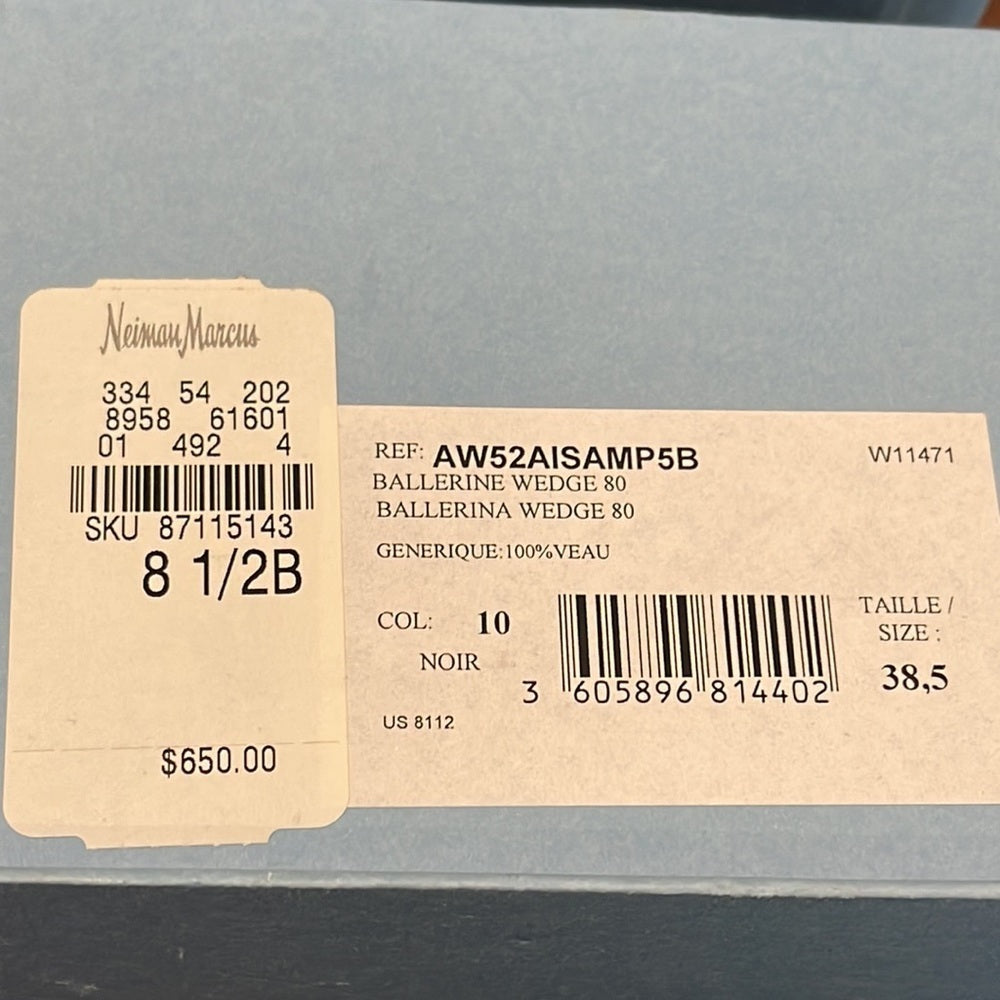 Neiman Marcus
334 54 202
8958 61601
01 492 4
SKU 87115143
8 1/2B
$650.00
REF: AW52AISAMP5B
W11471
BALLERINE WEDGE 80
BALLERINA WEDGE 80
GENERIQUE:100%VEAU
COL: 10
NOIR
US 8112
3 605896 814402
TAILLE /
SIZE :
38,5